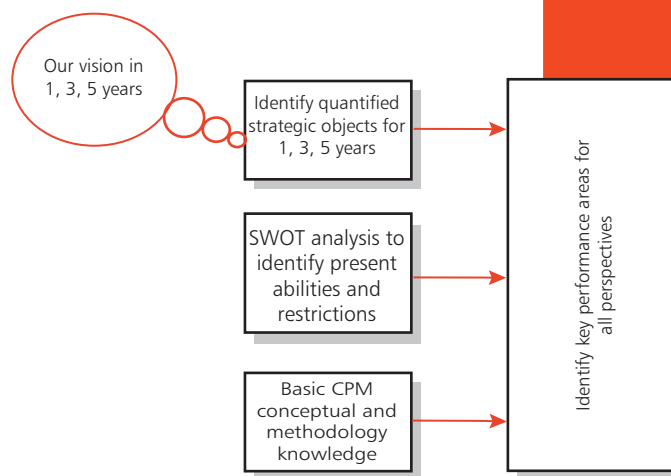 Our vision in
1, 3, 5 years
Identify quantified
strategic objects for
1, 3, 5 years
SWOT analysis to
identify present
abilities and
restrictions
Basic CPM
conceptual and
methodology
knowledge
Identify key performance areas for
all perspectives